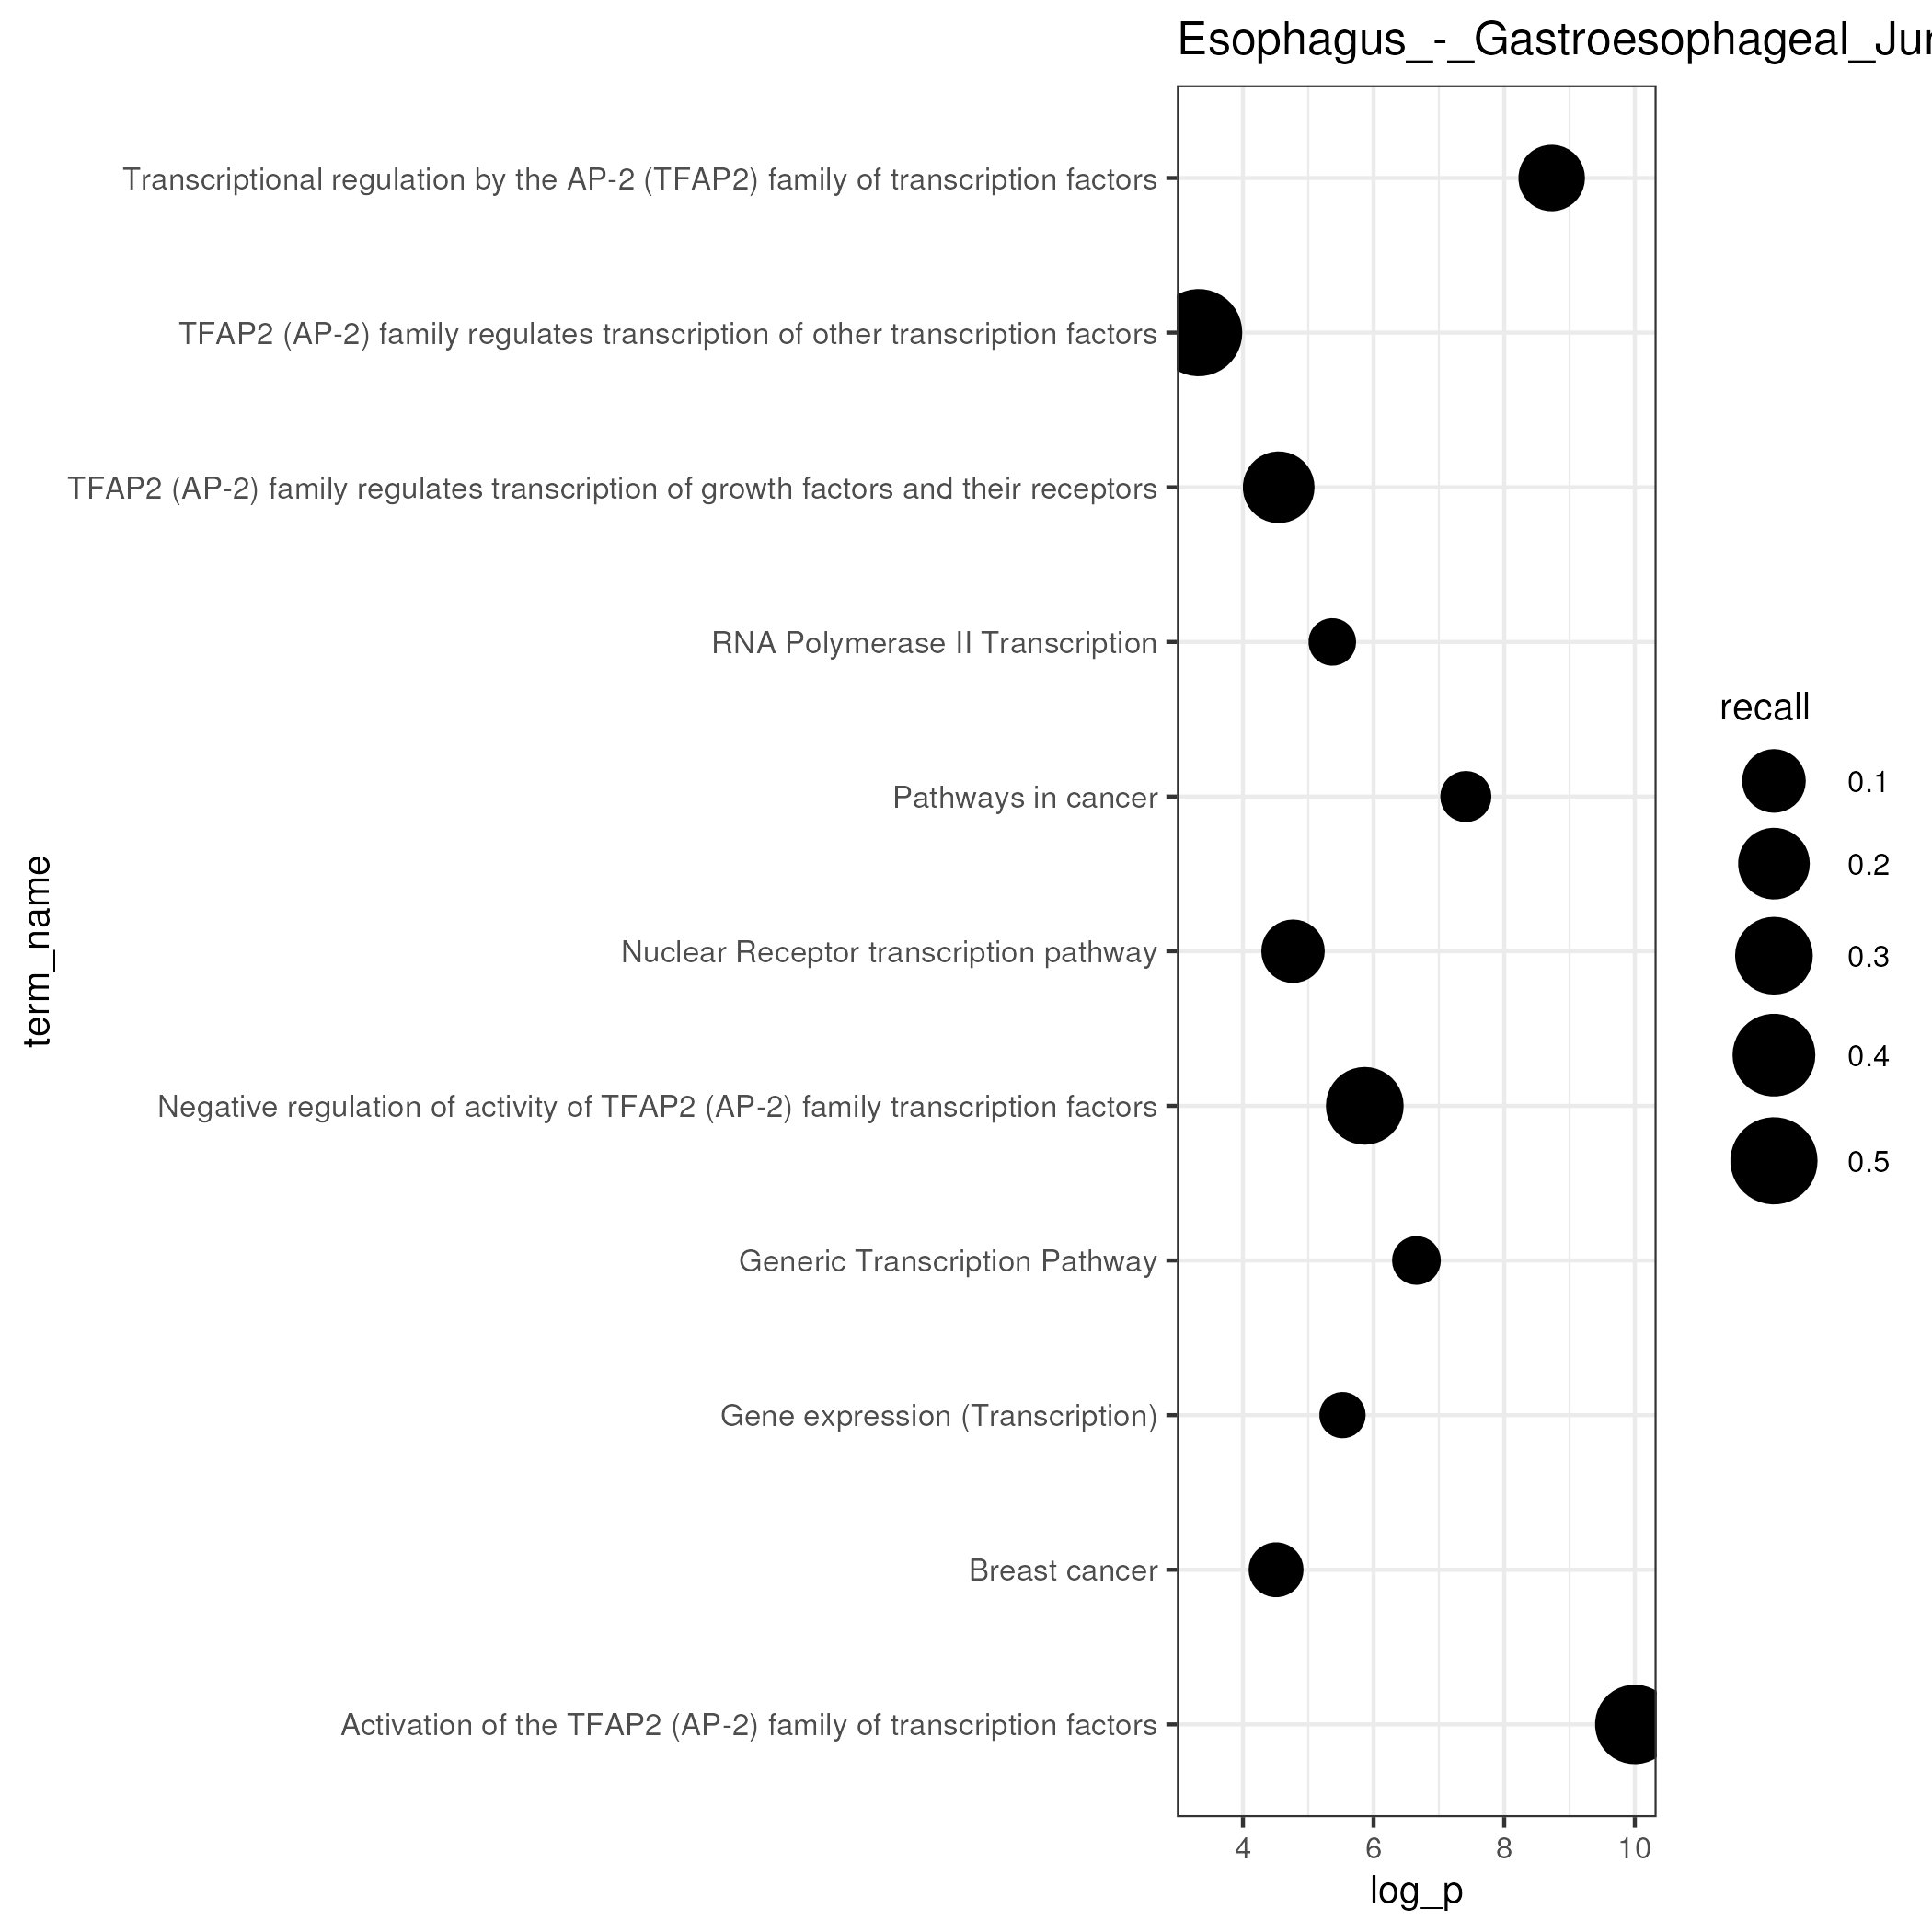 Esophagus_-_Gastroesophageal_Jur
Transcriptional regulation by the AP-2 (TFAP2) family of transcription factors
TFAP2 (AP-2) family regulates transcription of other transcription factors
TFAP2 (AP-2) family regulates transcription of growth factors and their receptors
RNA Polymerase II Transcription
Pathways in cancer
Nuclear Receptor transcription pathway
Negative regulation of activity of TFAP2 (AP-2) family transcription factors
Generic Transcription Pathway
Gene expression (Transcription)
Breast cancer
Activation of the TFAP2 (AP-2) family of transcription factors
term_name
4 6 8 10
log_p
recall
0.1
0.2
0.3
0.4
0.5